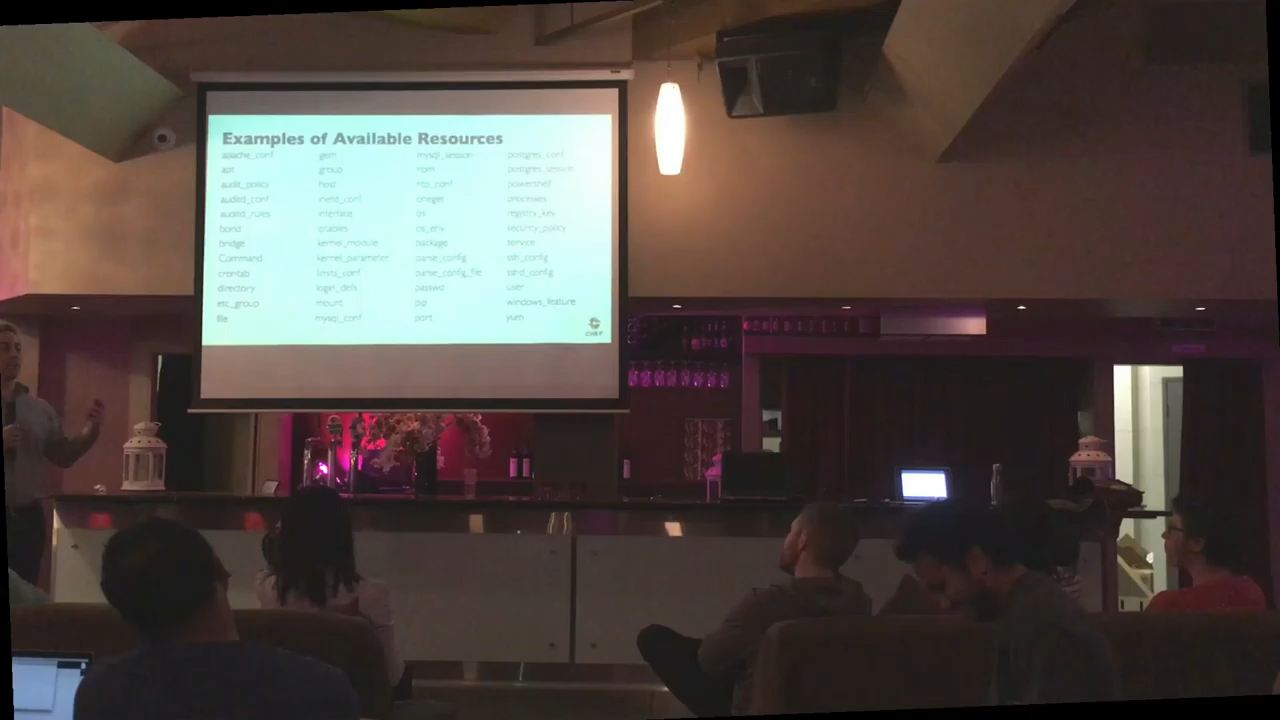 Examples of Available Resources
apache_conf gem mysql_session postgres_conf
apt group npm postgres_session
audit_policy host ntp_conf powershell
auditd_conf inetd_conf oneget processes
auditd_rules interface os registry_key
bond iptables os_env security_policy
bridge kernel_module package service
Command kernel_parameter parse_config ssh_config
crontab limits_conf parse_config_file sshd_config
directory login_defs passwd user
etc_group mount pip windows_feature
file mysql_conf port yum
CHEF